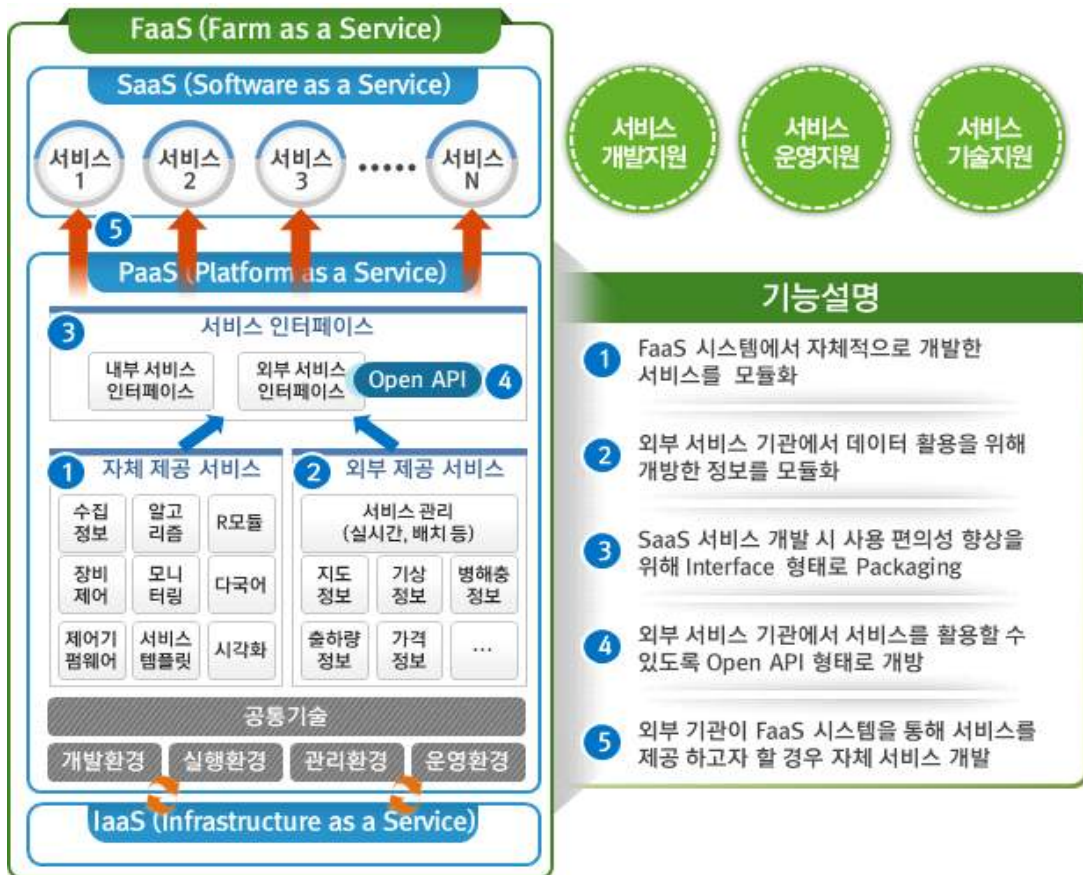 FaaS (Farm as a Service)
SaaS (Software as a Service)
서비스
1
서비스
2
서비스
3
.....
서비스
N
5
PaaS (Platform as a Service)
3
서비스 인터페이스
내부 서비스
인터페이스
외부 서비스
인터페이스
Open API
4
1
자체 제공 서비스
수집
정보
알고
리즘
R모듈
장비
제어
모니
터링
다국어
제어기
펌웨어
서비스
템플릿
시각화
2
외부 제공 서비스
서비스 관리
(실시간, 배치 등)
지도
정보
기상
정보
병해충
정보
출하량
정보
가격
정보
...
공통기술
개발환경
실행환경
관리환경
운영환경
IaaS (Infrastructure as a Service)
서비스
개발지원
서비스
운영지원
서비스
기술지원
기능설명
1
FaaS 시스템에서 자체적으로 개발한
서비스를 모듈화
2
외부 서비스 기관에서 데이터 활용을 위해
개방한 정보를 모듈화
3
SaaS 서비스 개발 시 사용 편의성 향상을
위해 Interface 형태로 Packaging
4
외부 서비스 기관에서 서비스를 활용할 수
있도록 Open API 형태로 개방
5
외부 기관이 FaaS 시스템을 통해 서비스를
제공 하고자 할 경우 자체 서비스 개발